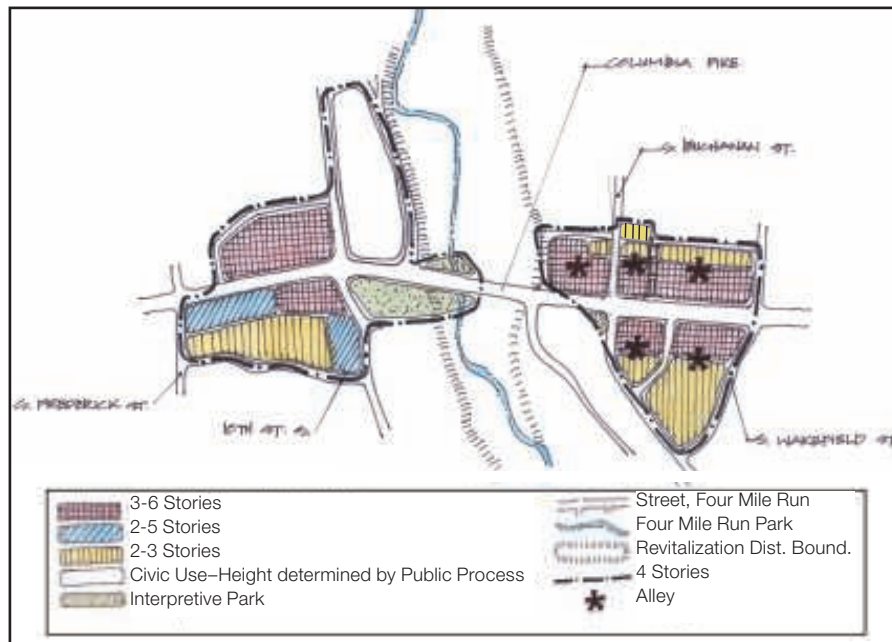 COLUMBIA PIKE
S. BUCHANAN ST.
S. FREDERICK ST.
10TH ST. S.
S. WAKEFIELD ST.
3-6 Stories
2-5 Stories
2-3 Stories
Civic Use–Height determined by Public Process
Interpretive Park
Street, Four Mile Run
Four Mile Run Park
Revitalization Dist. Bound.
4 Stories
Alley